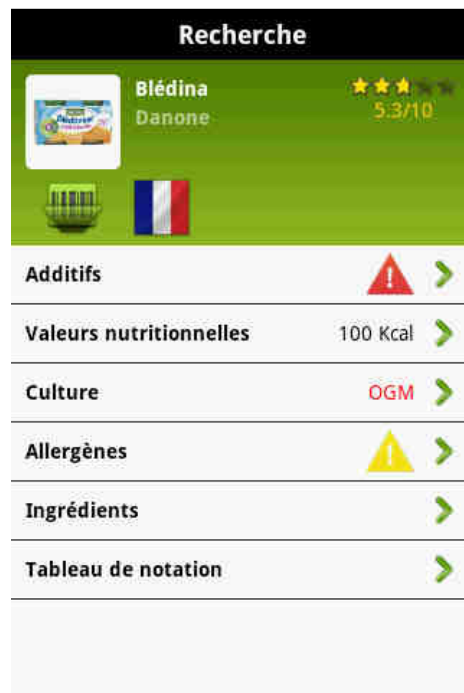 Recherche
Blédina
Danone
5.3/10
Additifs
Valeurs nutritionnelles 100 Kcal
Culture OGM
Allergènes
Ingrédients
Tableau de notation